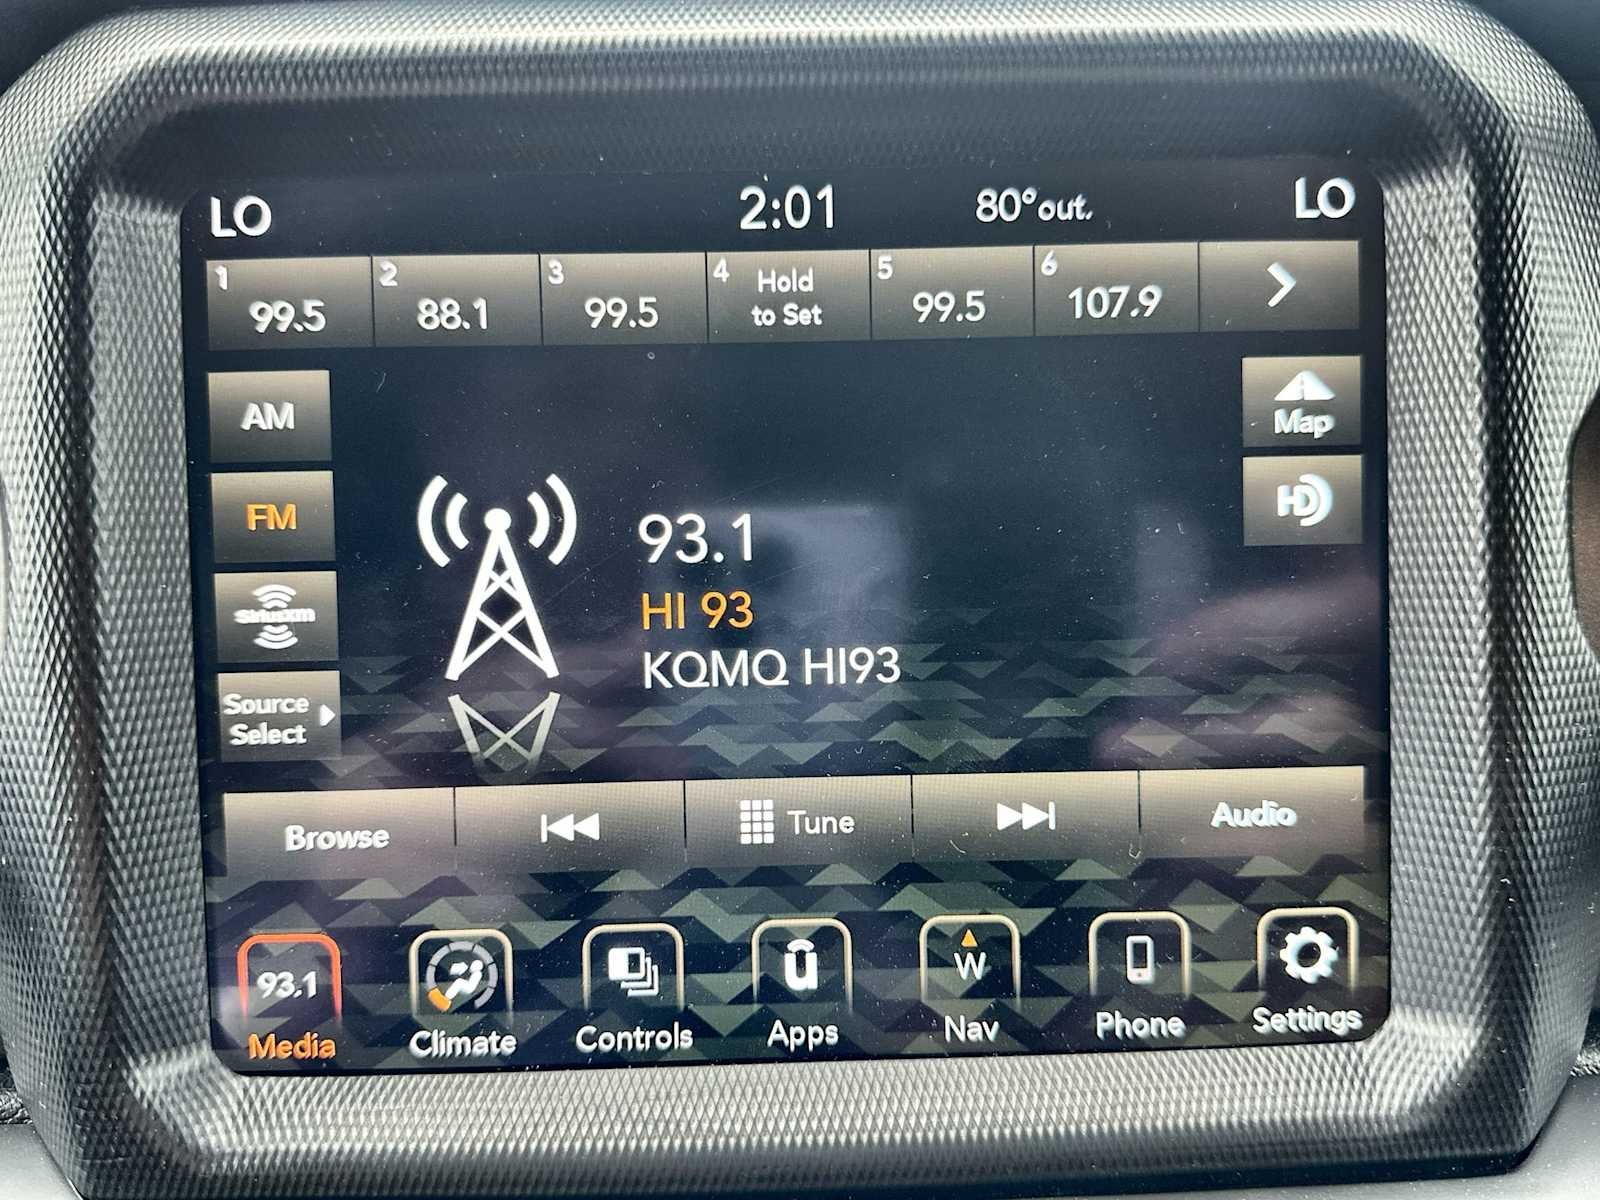 LO 2:01 80°out. LO
1 99.5 2 88.1 3 99.5 4 Hold to Set 5 99.5 6 107.9
AM
Map
FM
HD
93.1
HI 93
KQMQ HI93
SiriusXM
Source
Select
Browse Tune Audio
93.1 W
Media Climate Controls Apps Nav Phone Settings